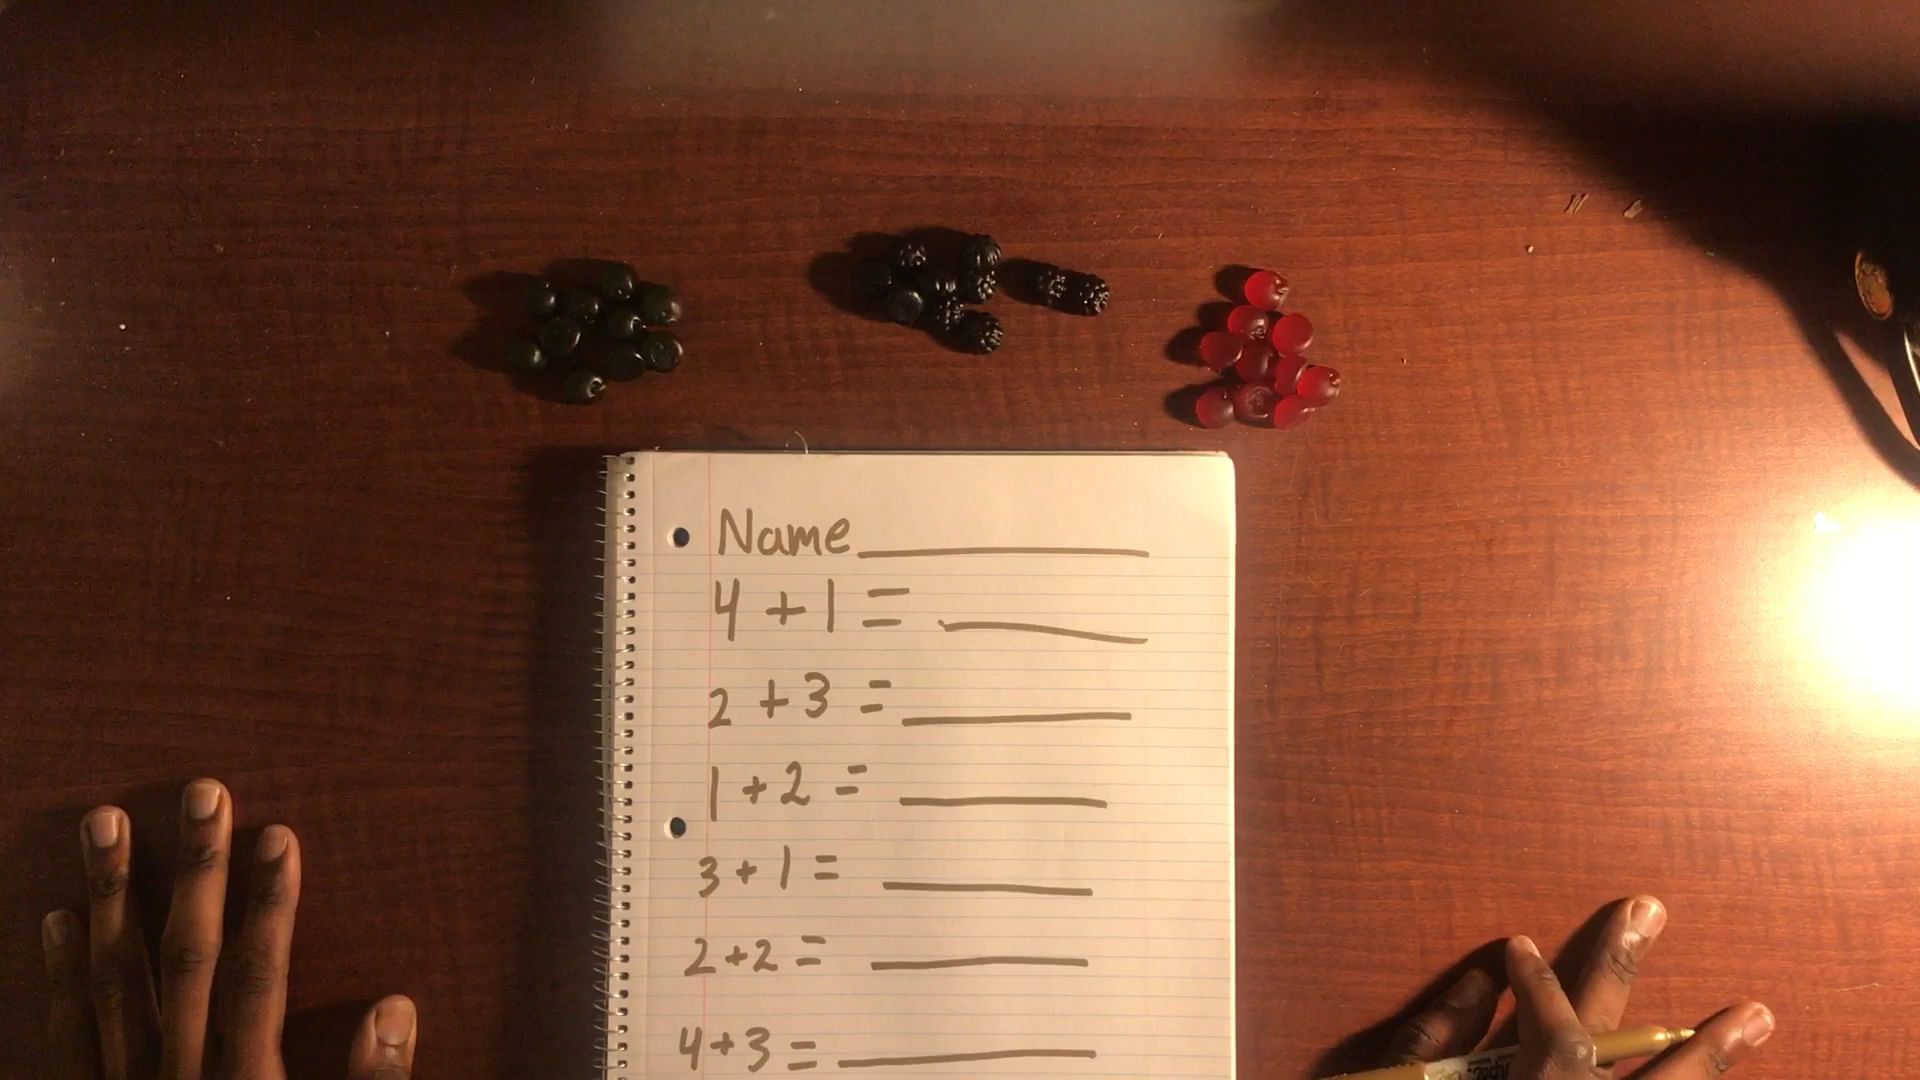 Name
4 + 1 =
2 + 3 =
1 + 2 =
3 + 1 =
2 + 2 =
4 + 3 =